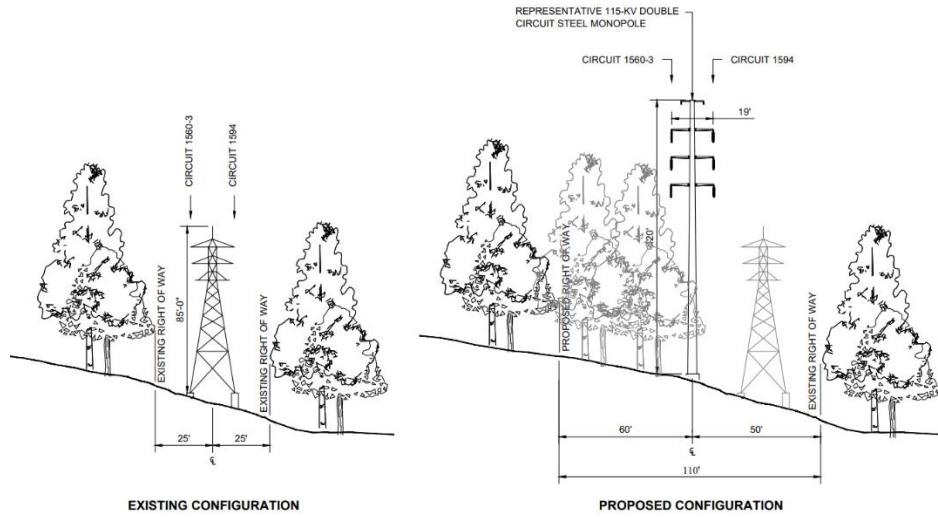 REPRESENTATIVE 115-KV DOUBLE
CIRCUIT STEEL MONOPOLE
CIRCUIT 1560-3
CIRCUIT 1594
19'
CIRCUIT 1560-3
CIRCUIT 1594
85'-0"
EXISTING RIGHT OF WAY
EXISTING RIGHT OF WAY
25'
25'
℄
PROPOSED RIGHT OF WAY
EXISTING RIGHT OF WAY
60'
50'
℄
110'
EXISTING CONFIGURATION
PROPOSED CONFIGURATION